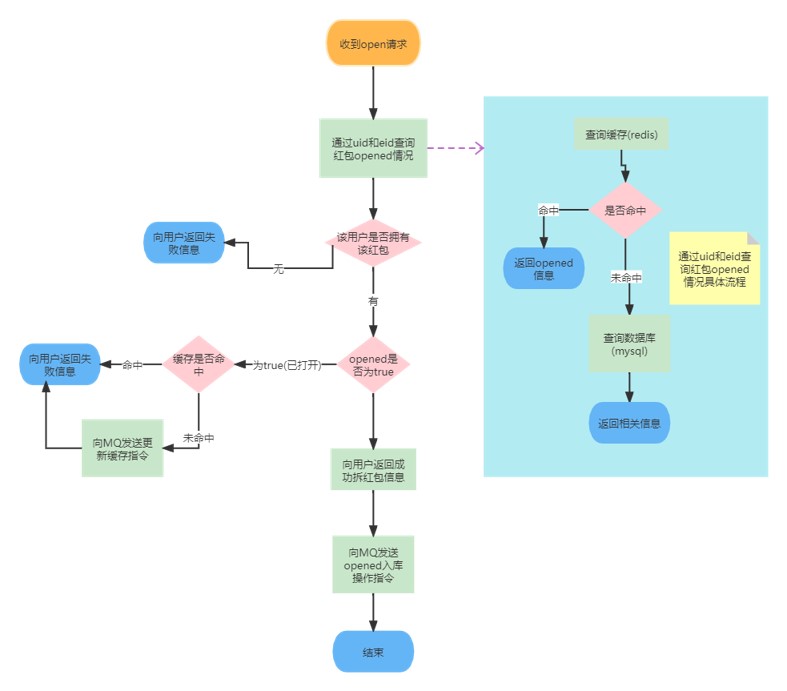 收到open请求
通过uid和eid查询
红包opened情况
该用户是否拥有
该红包
无
向用户返回失
败信息
有
opened是
否为true
为true(已打开)
缓存是否命
中
命中
向用户返回失
败信息
未命中
向MQ发送更
新缓存指令
向用户返回成
功拆红包信息
向MQ发送
opened入库
操作指令
结束
查询缓存(redis)
是否命中
命中
返回opened
信息
未命中
查询数据库
(mysql)
返回相关信息
通过uid和eid查
询红包opened
情况具体流程